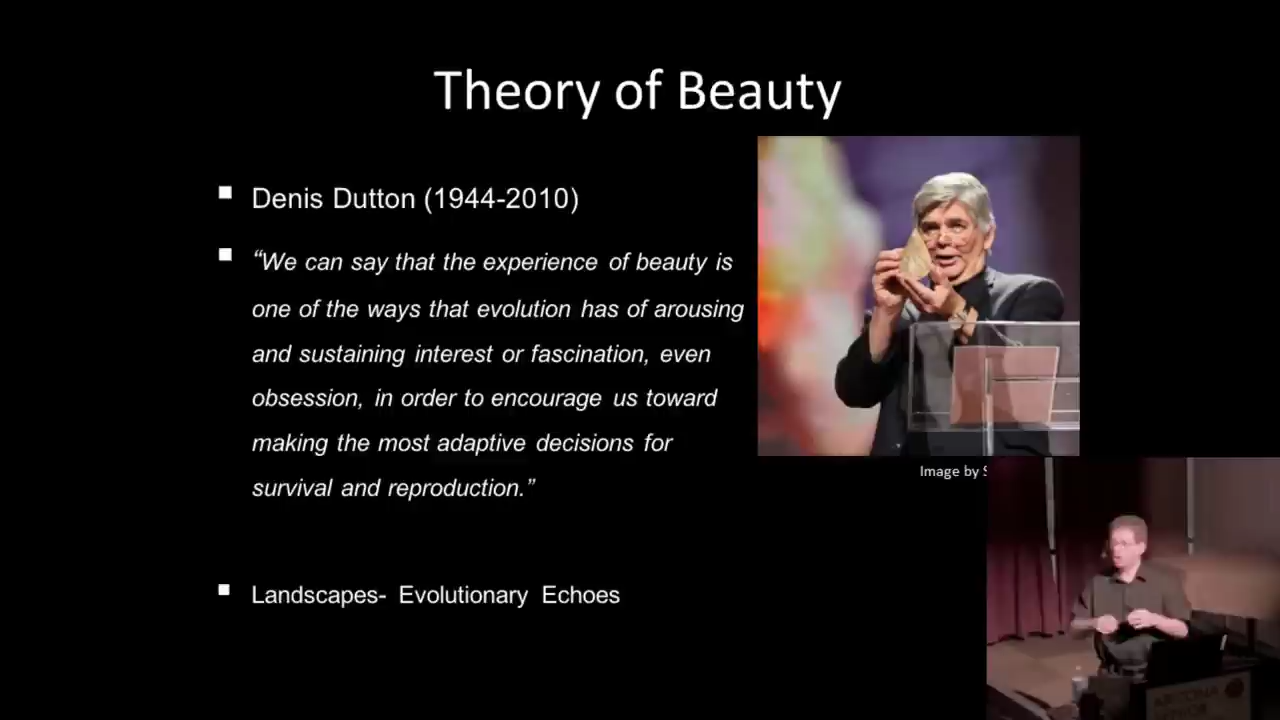 Theory of Beauty
Denis Dutton (1944-2010)
“We can say that the experience of beauty is
one of the ways that evolution has of arousing
and sustaining interest or fascination, even
obsession, in order to encourage us toward
making the most adaptive decisions for
survival and reproduction.”
Image by
Landscapes- Evolutionary Echoes
ARIZONA